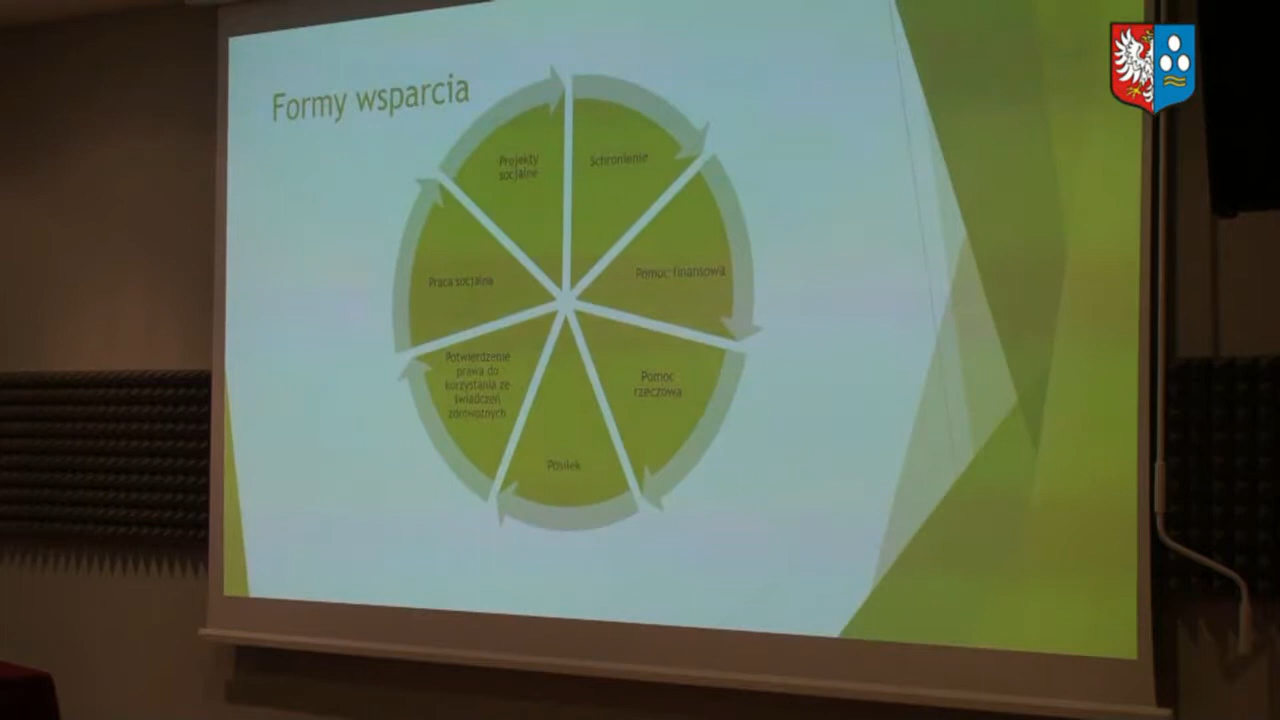 Formy wsparcia
Schronienie
Pomoc finansowa
Pomoc
rzeczowa
Posiłek
Potwierdzenie
prawa do
korzystania ze
świadczeń
zdrowotnych
Praca socjalna
Projekty
socjalne